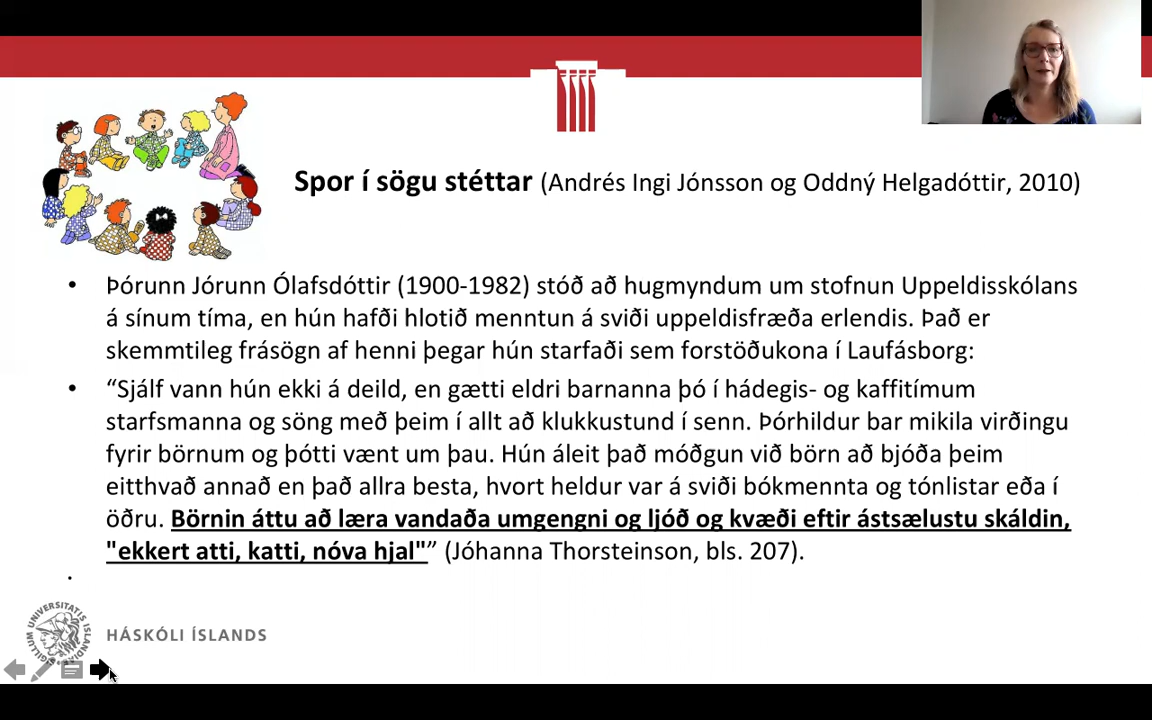 Spor í sögu stéttar (Andrés Ingi Jónsson og Oddný Helgadóttir, 2010)
• Þórunn Jórunn Ólafsdóttir (1900-1982) stóð að hugmyndum um stofnun Uppeldisskólans
á sínum tíma, en hún hafði hlotið menntun á sviði uppeldisfræða erlendis. Það er
skemmtileg frásögn af henni þegar hún starfaði sem forstöðukona í Laufásborg:
• “Sjálf vann hún ekki á deild, en gætti eldri barnanna þó í hádegis- og kaffitímum
starfsmanna og söng með þeim í allt að klukkustund í senn. Þórhildur bar mikila virðingu
fyrir börnum og þótti vænt um þau. Hún áleit það móðgun við börn að bjóða þeim
eitthvað annað en það allra besta, hvort heldur var á sviði bókmennta og tónlistar eða í
öðru. Börnin áttu að læra vandaða umgengni og ljóð og kvæði eftir ástsælustu skáldin,
"ekkert atti, katti, nóva hjal"” (Jóhanna Thorsteinson, bls. 207).
•
HÁSKÓLI ÍSLANDS